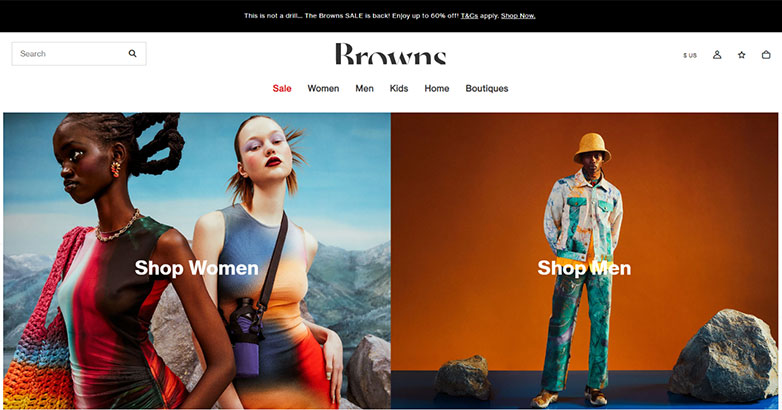 This is not a drill... The Browns SALE is back! Enjoy up to 60% off! T&Cs apply. Shop Now.
Search
Browns
$ US
Sale Women Men Kids Home Boutiques
Shop Women
Shop Men